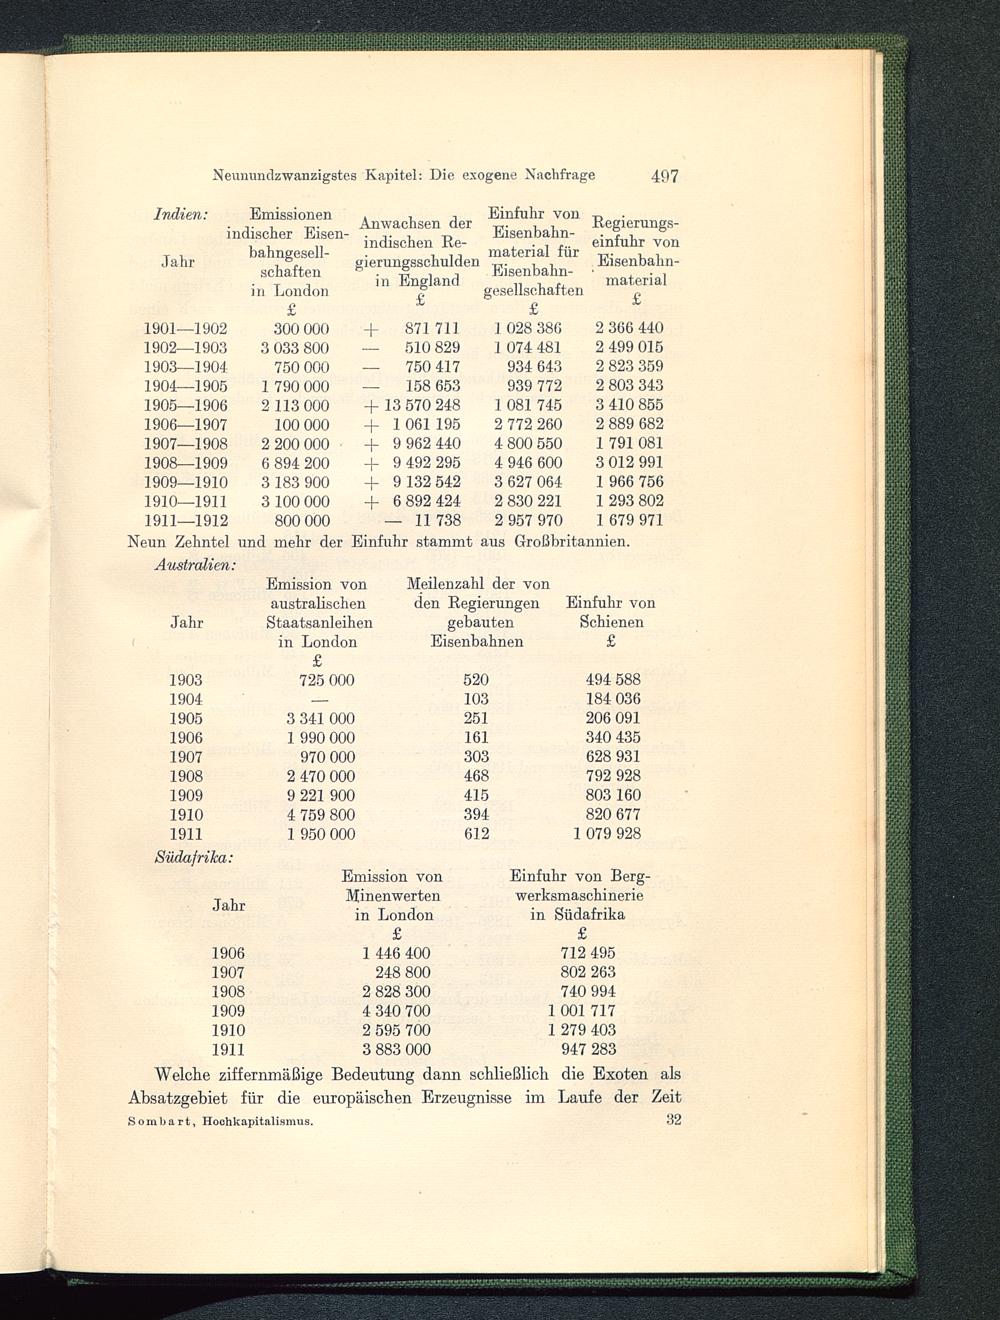 Neunundzwanzigstes Kapitel: Die exogene Nachfrage 497
Indien:
Jahr
Emissionen
indischer Eisen-
bahngesell-
schaften
in London
£
Anwachsen der
indischen Re-
gierungsschulden
in England
£
Einfuhr von
Eisenbahn-
material für
Eisenbahn-
gesellschaften
£
Regierungs-
einfuhr von
Eisenbahn-
material
£
1901—1902 300 000 + 871 711 1 028 386 2 366 440
1902—1903 3 033 800 — 510 829 1 074 481 2 499 015
1903—1904 750 000 — 750 417 934 643 2 823 359
1904—1905 1 790 000 — 158 653 939 772 2 803 343
1905—1906 2 113 000 + 13 570 248 1 081 745 3 410 855
1906—1907 100 000 + 1 061 195 2 772 260 2 889 682
1907—1908 2 200 000 + 9 962 440 4 800 550 1 791 081
1908—1909 6 894 200 + 9 492 295 4 946 600 3 012 991
1909—1910 3 183 900 + 9 132 542 3 627 064 1 966 756
1910—1911 3 100 000 + 6 892 424 2 830 221 1 293 802
1911—1912 800 000 — 11 738 2 957 970 1 679 971
Neun Zehntel und mehr der Einfuhr stammt aus Großbritannien.
Australien:
Jahr
Emission von
australischen
Staatsanleihen
in London
£
Meilenzahl der von
den Regierungen
gebauten
Eisenbahnen
Einfuhr von
Schienen
£
1903 725 000 520 494 588
1904 — 103 184 036
1905 3 341 000 251 206 091
1906 1 990 000 161 340 435
1907 970 000 303 628 931
1908 2 470 000 468 792 928
1909 9 221 900 415 803 160
1910 4 759 800 394 820 677
1911 1 950 000 612 1 079 928
Südafrika:
Jahr
Emission von
Minenwerten
in London
£
Einfuhr von Berg-
werksmaschinerie
in Südafrika
£
1906 1 446 400 712 495
1907 248 800 802 263
1908 2 828 300 740 994
1909 4 340 700 1 001 717
1910 2 595 700 1 279 403
1911 3 883 000 947 283
Welche ziffernmäßige Bedeutung dann schließlich die Exoten als
Absatzgebiet für die europäischen Erzeugnisse im Laufe der Zeit
Sombart, Hochkapitalismus. 32